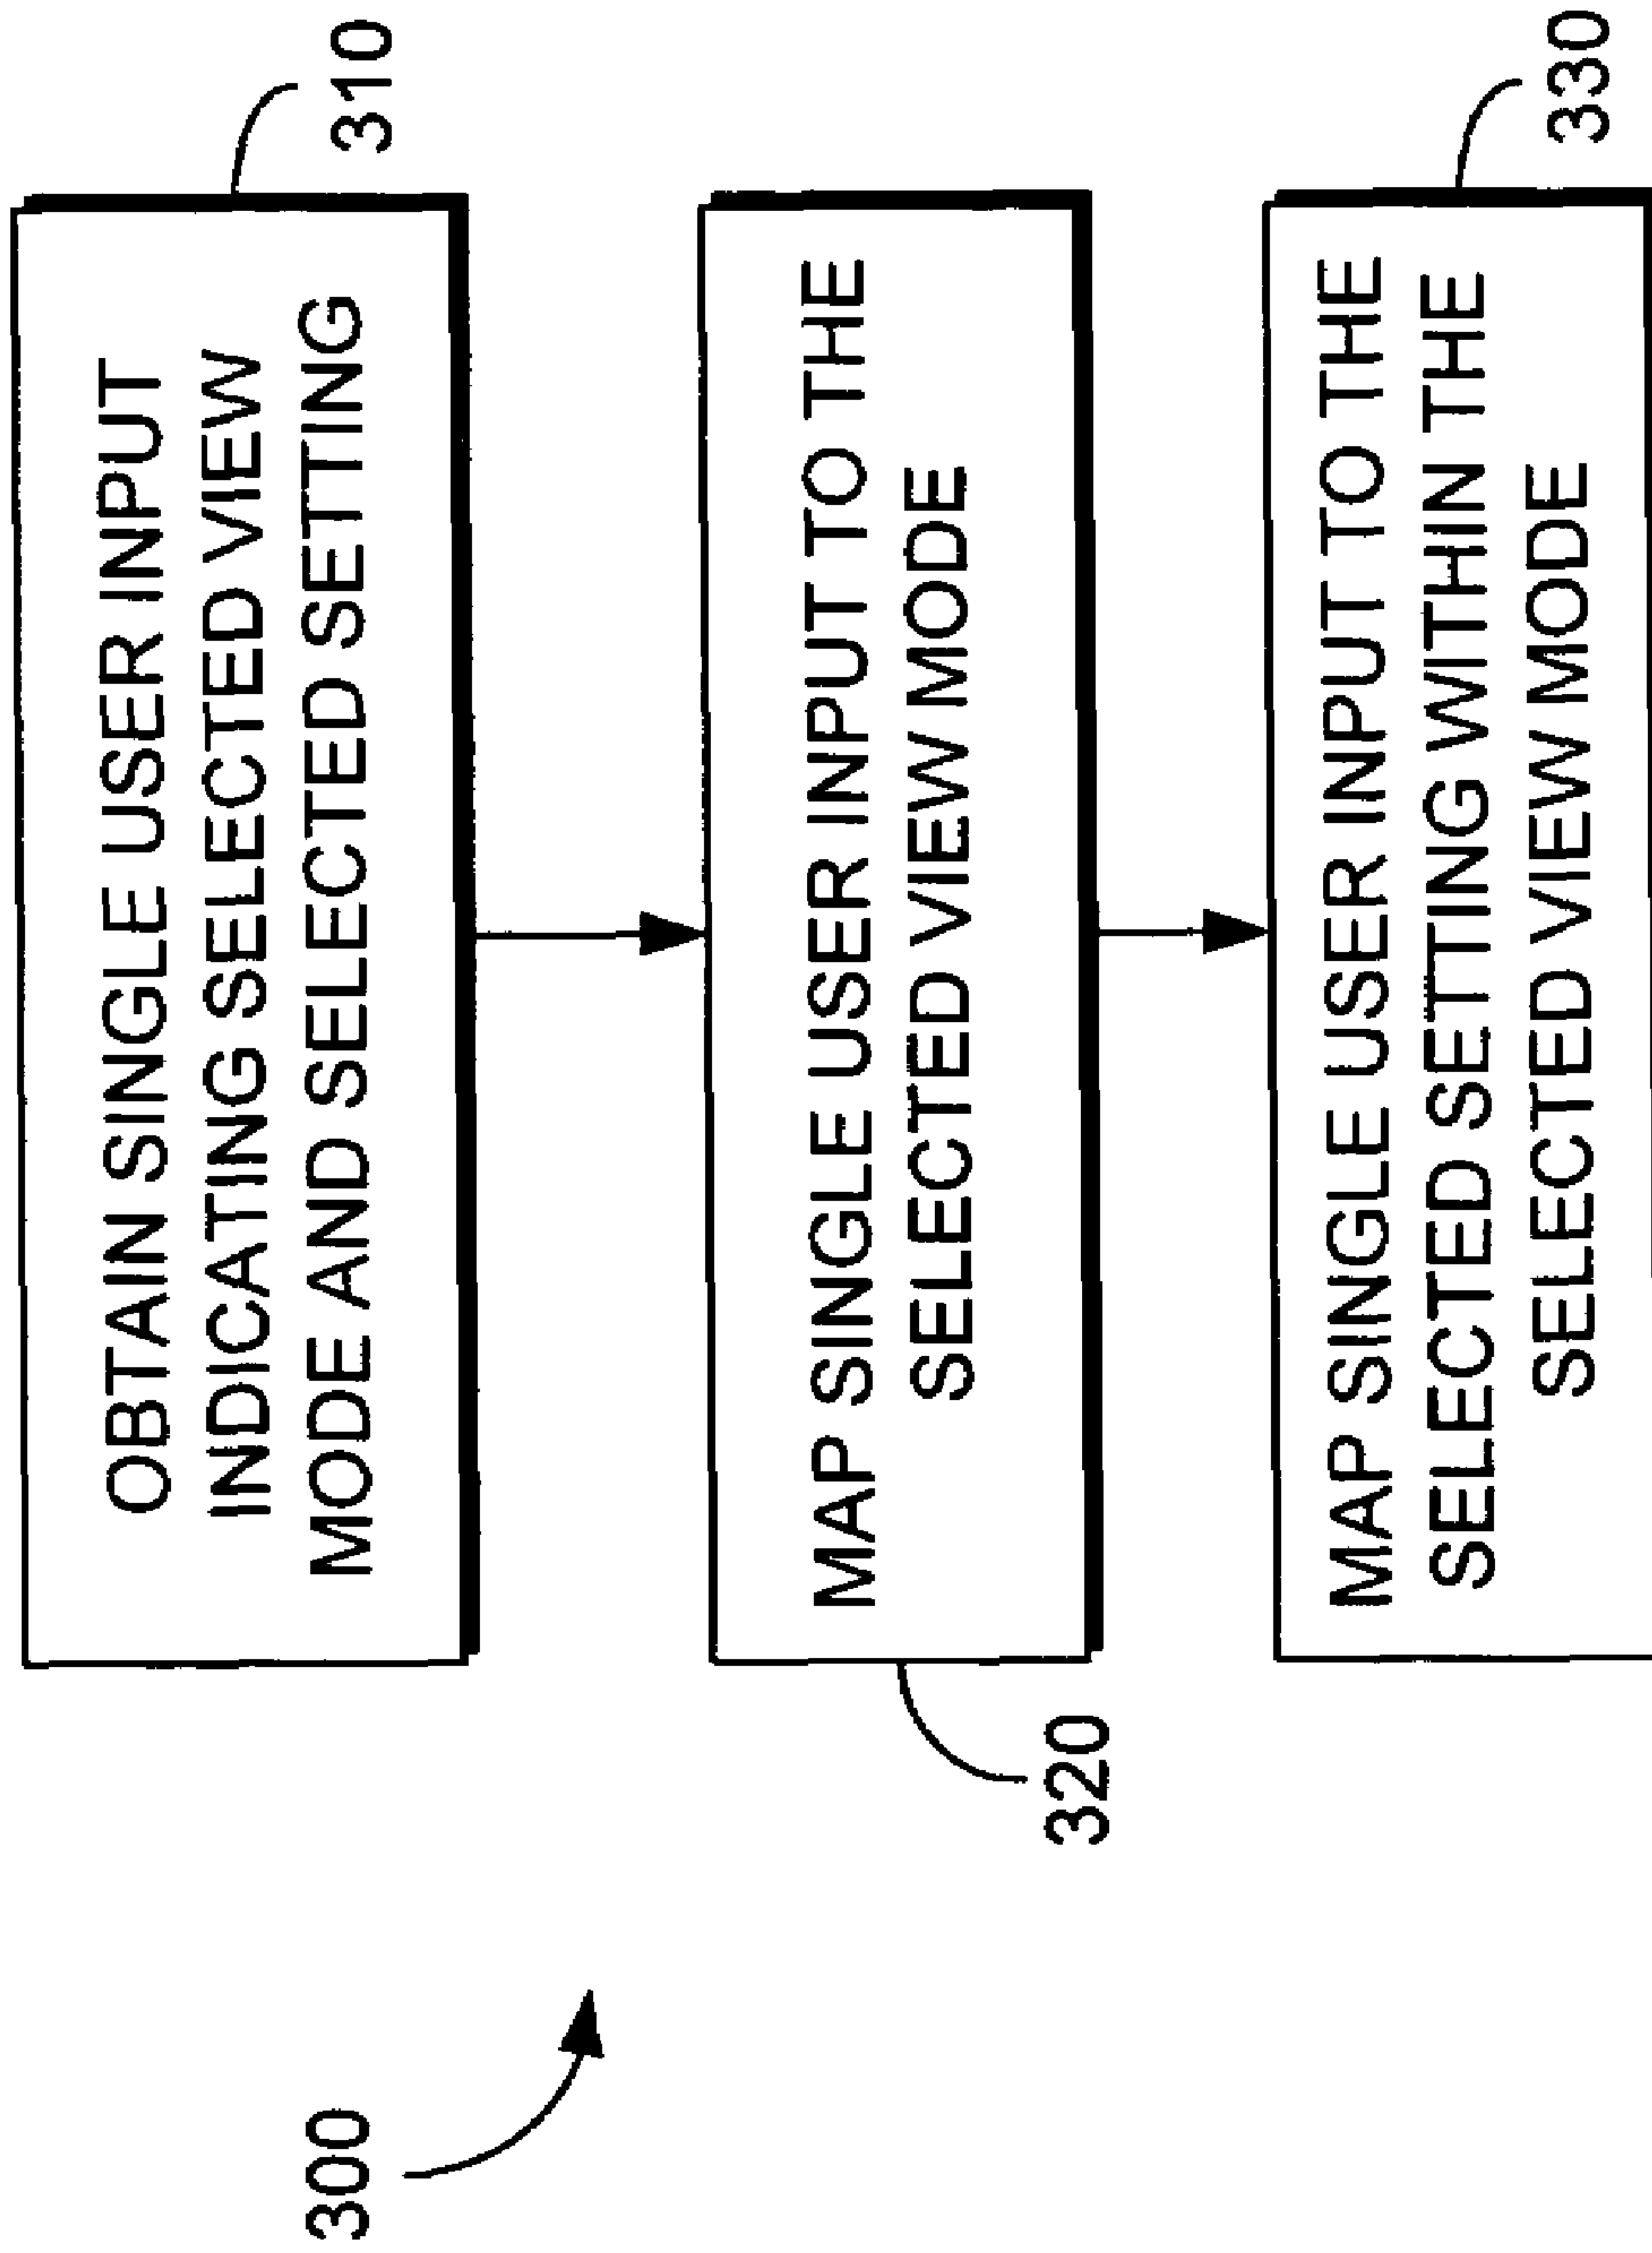 300
OBTAIN SINGLE USER INPUT
INDICATING SELECTED VIEW
MODE AND SELECTED SETTING
310
MAP SINGLE USER INPUT TO THE
SELECTED VIEW MODE
320
MAP SINGLE USER INPUT TO THE
SELECTED SETTING WITHIN THE
SELECTED VIEW MODE
330